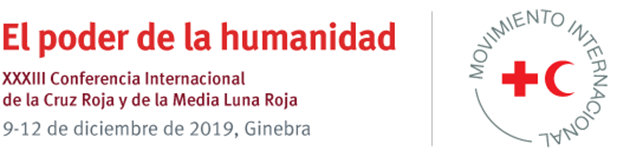 El poder de la humanidad
XXXIII Conferencia Internacional
de la Cruz Roja y de la Media Luna Roja
9-12 de diciembre de 2019, Ginebra
MOVIMIENTO INTERNACIONAL